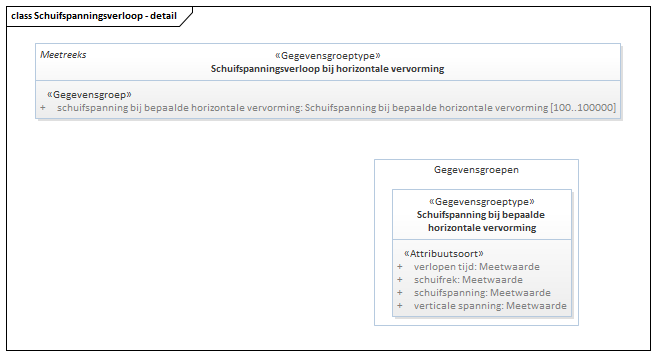 class Schuifspanningsverloop - detail
Meetreeks
«Gegevensgroeptype»
Schuifspanningsverloop bij horizontale vervorming
«Gegevensgroep»
+ schuifspanning bij bepaalde horizontale vervorming: Schuifspanning bij bepaalde horizontale vervorming [100..100000]
Gegevensgroepen
«Gegevensgroeptype»
Schuifspanning bij bepaalde
horizontale vervorming
«Attribuutsoort»
+ verlopen tijd: Meetwaarde
+ schuifrek: Meetwaarde
+ schuifspanning: Meetwaarde
+ verticale spanning: Meetwaarde